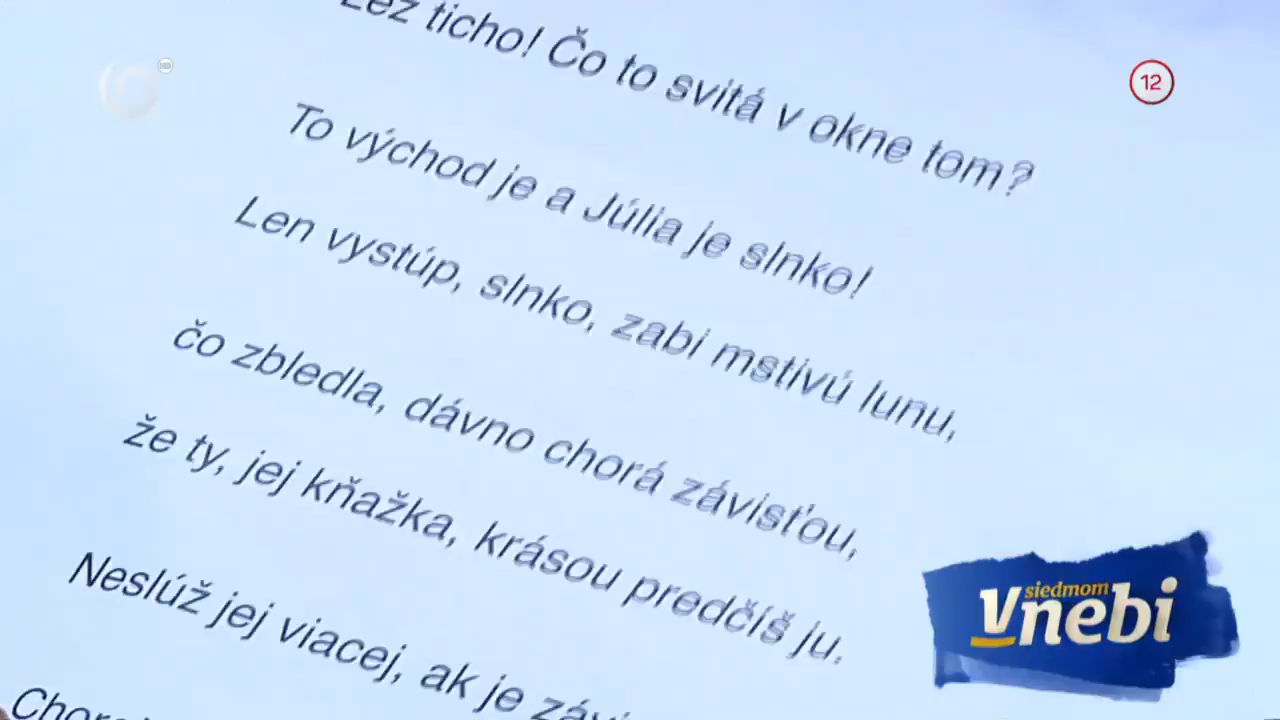 Lež ticho! Čo to svitá v okne tom?
To východ je a Júlia je slnko!
Len vystúp, slnko, zabi mstivú lunu,
čo zbledla, dávno chorá závisťou,
že ty, jej kňažka, krásou predčíš ju.
Neslúž jej viacej, ak je
12
V siedmom nebi